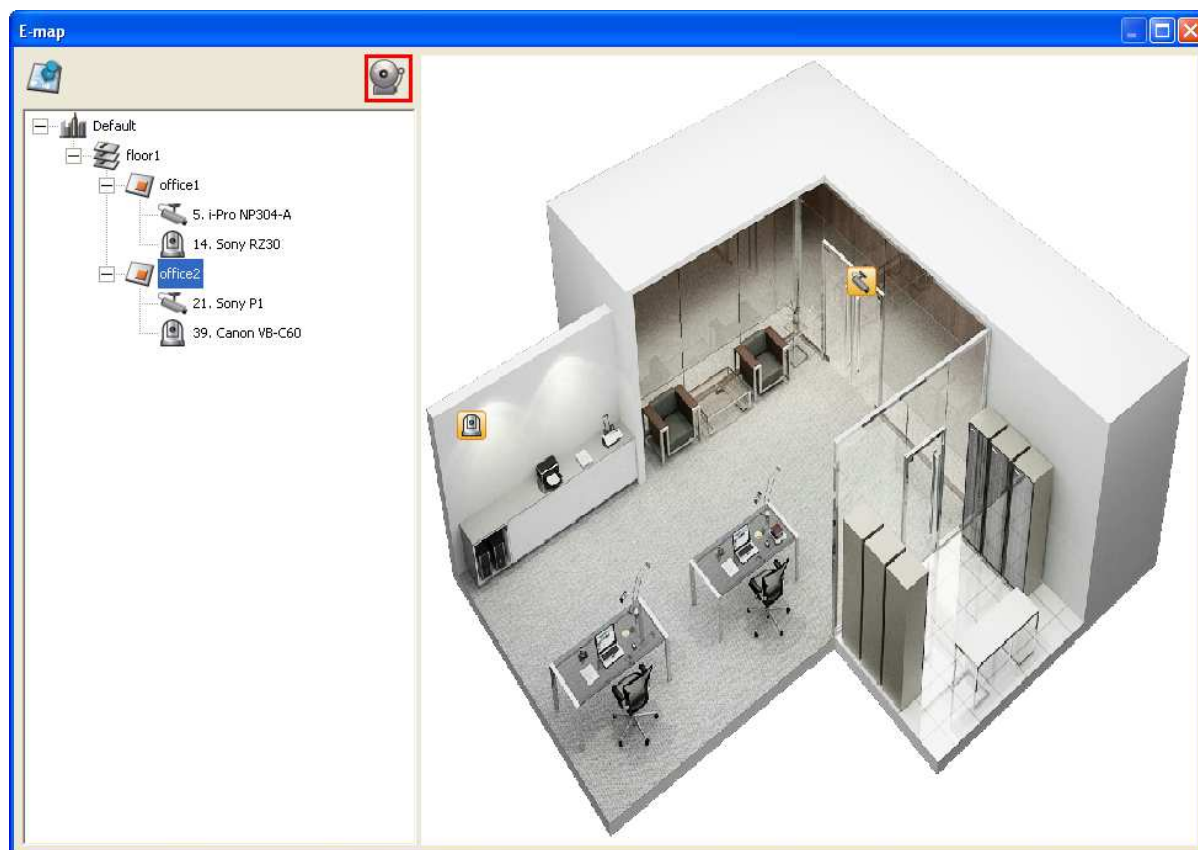 E-map
Default
floor1
office1
5. i-Pro NP304-A
14. Sony RZ30
office2
21. Sony P1
39. Canon VB-C60